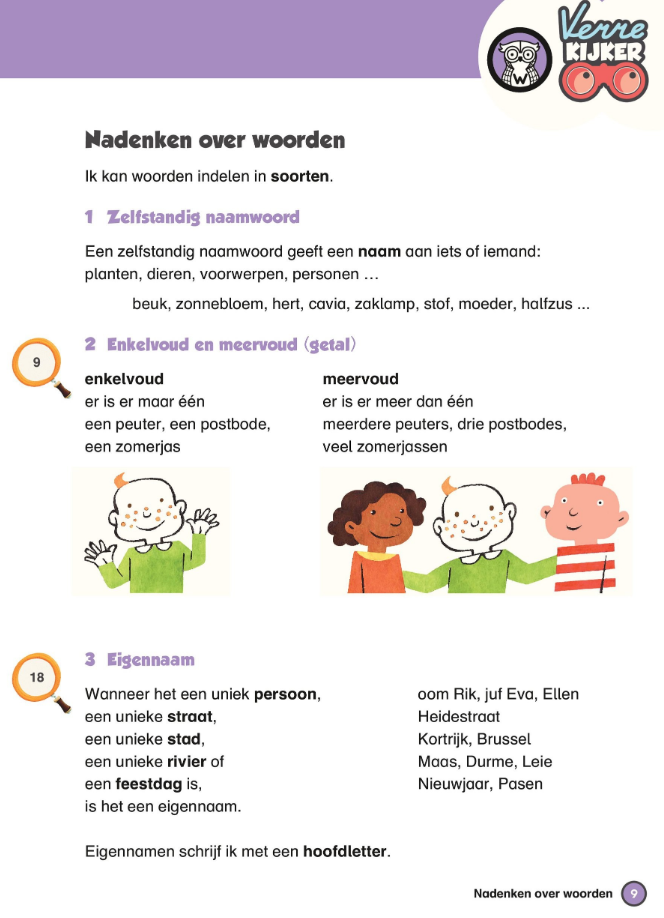 Verre
KIJKER
W
Nadenken over woorden
Ik kan woorden indelen in soorten.
1 Zelfstandig naamwoord
Een zelfstandig naamwoord geeft een naam aan iets of iemand:
planten, dieren, voorwerpen, personen …
beuk, zonnebloem, hert, cavia, zaklamp, stof, moeder, halfzus ...
2 Enkelvoud en meervoud (getal)
9
enkelvoud
er is er maar één
een peuter, een postbode,
een zomerjas
meervoud
er is er meer dan één
meerdere peuters, drie postbodes,
veel zomerjassen
3 Eigennaam
18
Wanneer het een uniek persoon,
een unieke straat,
een unieke stad,
een unieke rivier of
een feestdag is,
is het een eigennaam.
oom Rik, juf Eva, Ellen
Heidestraat
Kortrijk, Brussel
Maas, Durme, Leie
Nieuwjaar, Pasen
Eigennamen schrijf ik met een hoofdletter.
Nadenken over woorden 9